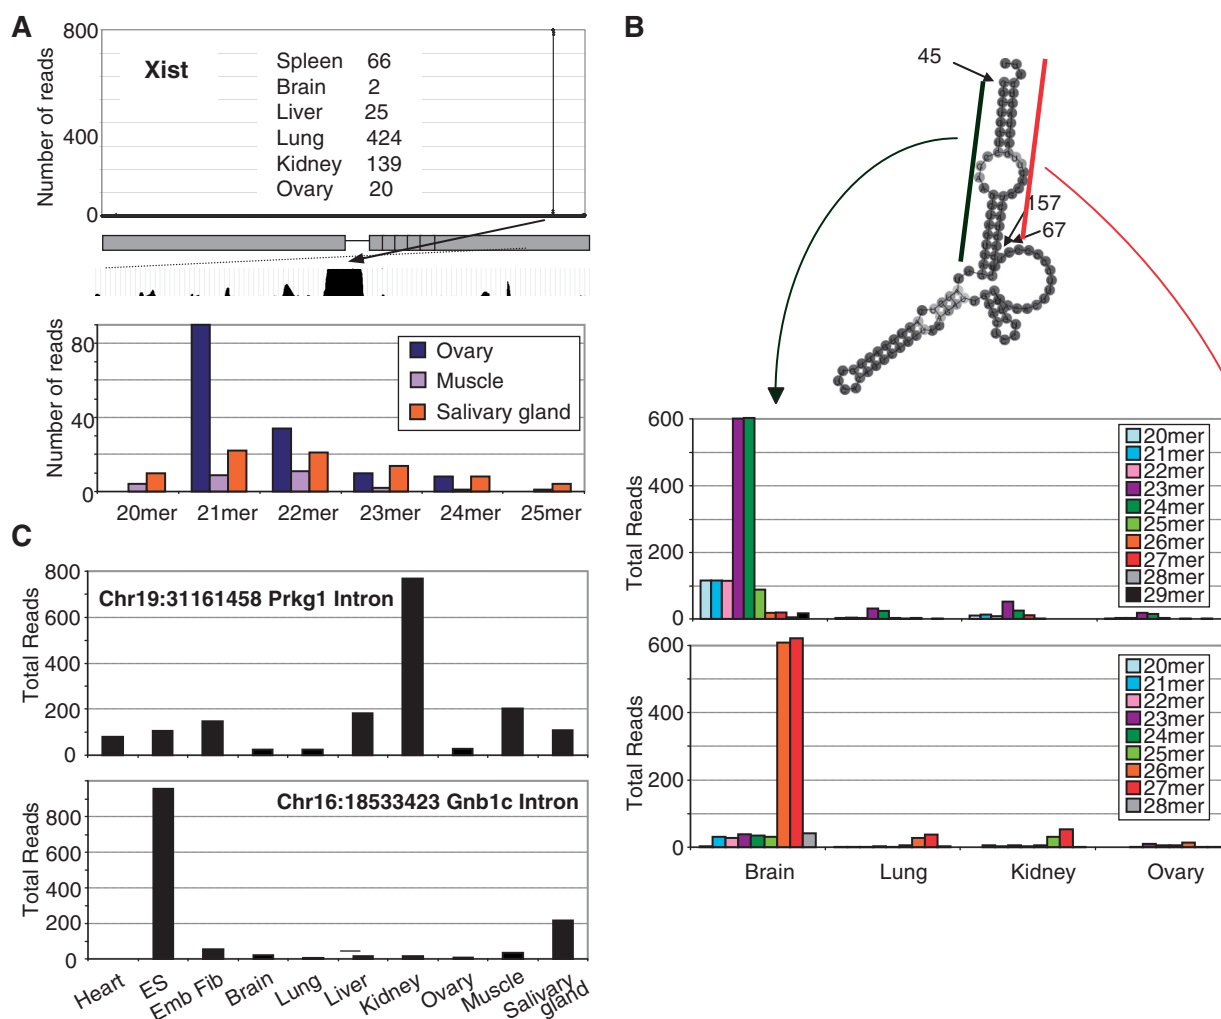 A
Number of reads
800
400
0
Xist
Spleen 66
Brain 2
Liver 25
Lung 424
Kidney 139
Ovary 20
Number of reads
80
40
0
Ovary
Muscle
Salivary gland
20mer 21mer 22mer 23mer 24mer 25mer
B
45
157
67
Total Reads
600
400
200
0
20mer
21mer
22mer
23mer
24mer
25mer
26mer
27mer
28mer
29mer
Total Reads
600
400
200
0
20mer
21mer
22mer
23mer
24mer
25mer
26mer
27mer
28mer
Brain Lung Kidney Ovary
C
Total Reads
800
600
400
200
0
Chr19:31161458 Prkg1 Intron
Total Reads
800
600
400
200
0
Chr16:18533423 Gnb1c Intron
Heart ES Emb Fib Brain Lung Liver Kidney Ovary Muscle Salivary gland